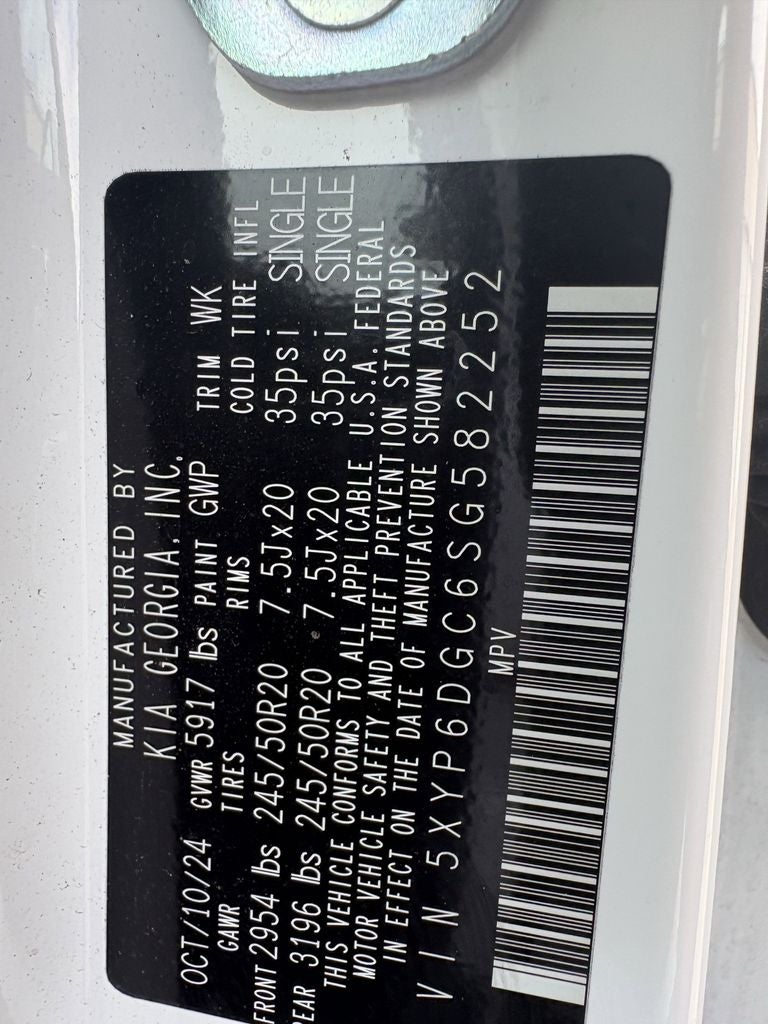 MANUFACTURED BY
KIA GEORGIA, INC.
OCT/10/24 GVWR 5917 lbs PAINT GWP TRIM WK
GAWR TIRES RIMS COLD TIRE INFL
FRONT 2954 lbs 245/50R20 7.5Jx20 35psi SINGLE
REAR 3196 lbs 245/50R20 7.5Jx20 35psi SINGLE
THIS VEHICLE CONFORMS TO ALL APPLICABLE U.S.A. FEDERAL
MOTOR VEHICLE SAFETY AND THEFT PREVENTION STANDARDS
IN EFFECT ON THE DATE OF MANUFACTURE SHOWN ABOVE
VIN 5XYP6DGC6SG582252
MPV